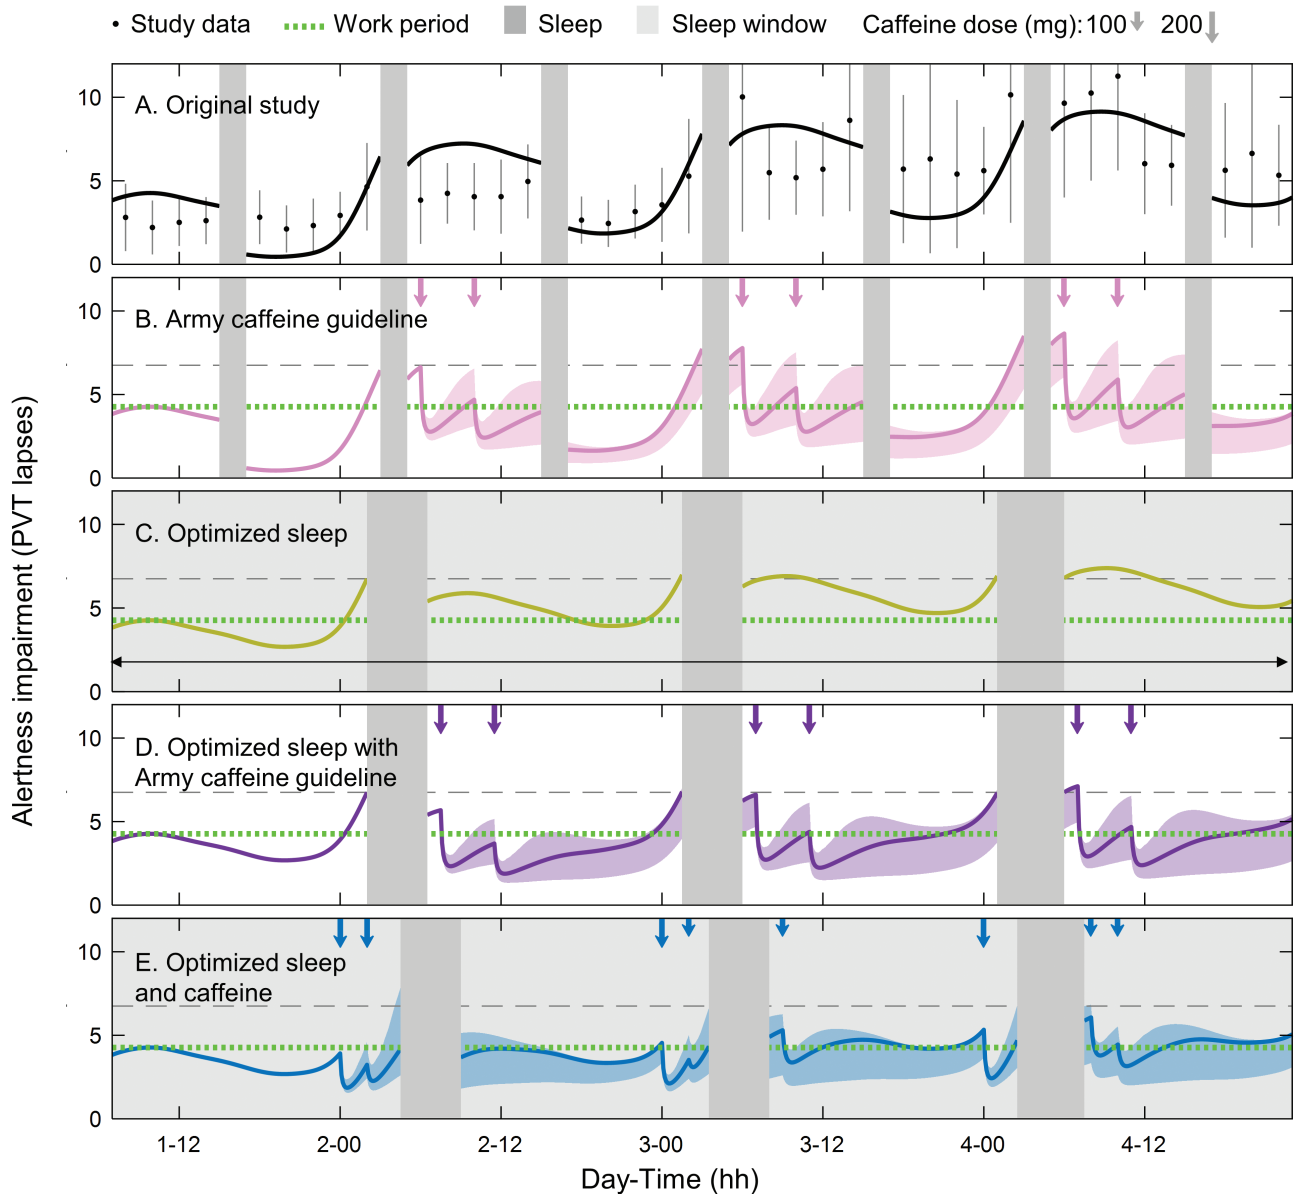 • Study data Work period Sleep Sleep window Caffeine dose (mg): 100 200
10
5
0
A. Original study
10
5
0
B. Army caffeine guideline
10
5
0
C. Optimized sleep
10
5
0
D. Optimized sleep with
Army caffeine guideline
10
5
0
E. Optimized sleep
and caffeine
Alertness impairment (PVT lapses)
1-12 2-00 2-12 3-00 3-12 4-00 4-12
Day-Time (hh)